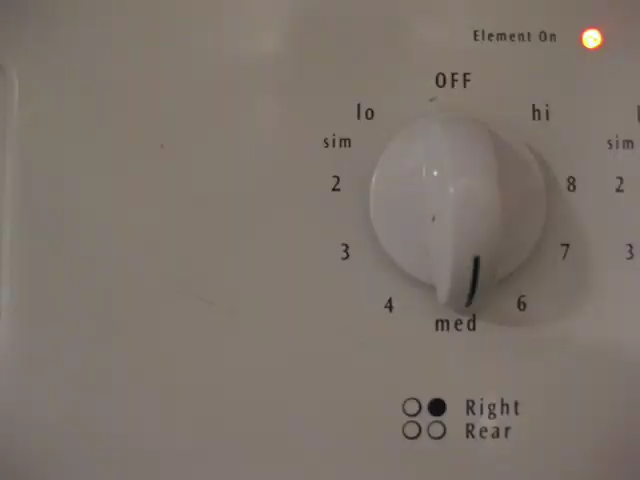 Element On
OFF
lo hi
sim sim
2 8 2
3 7 3
4 6
med
Right
Rear